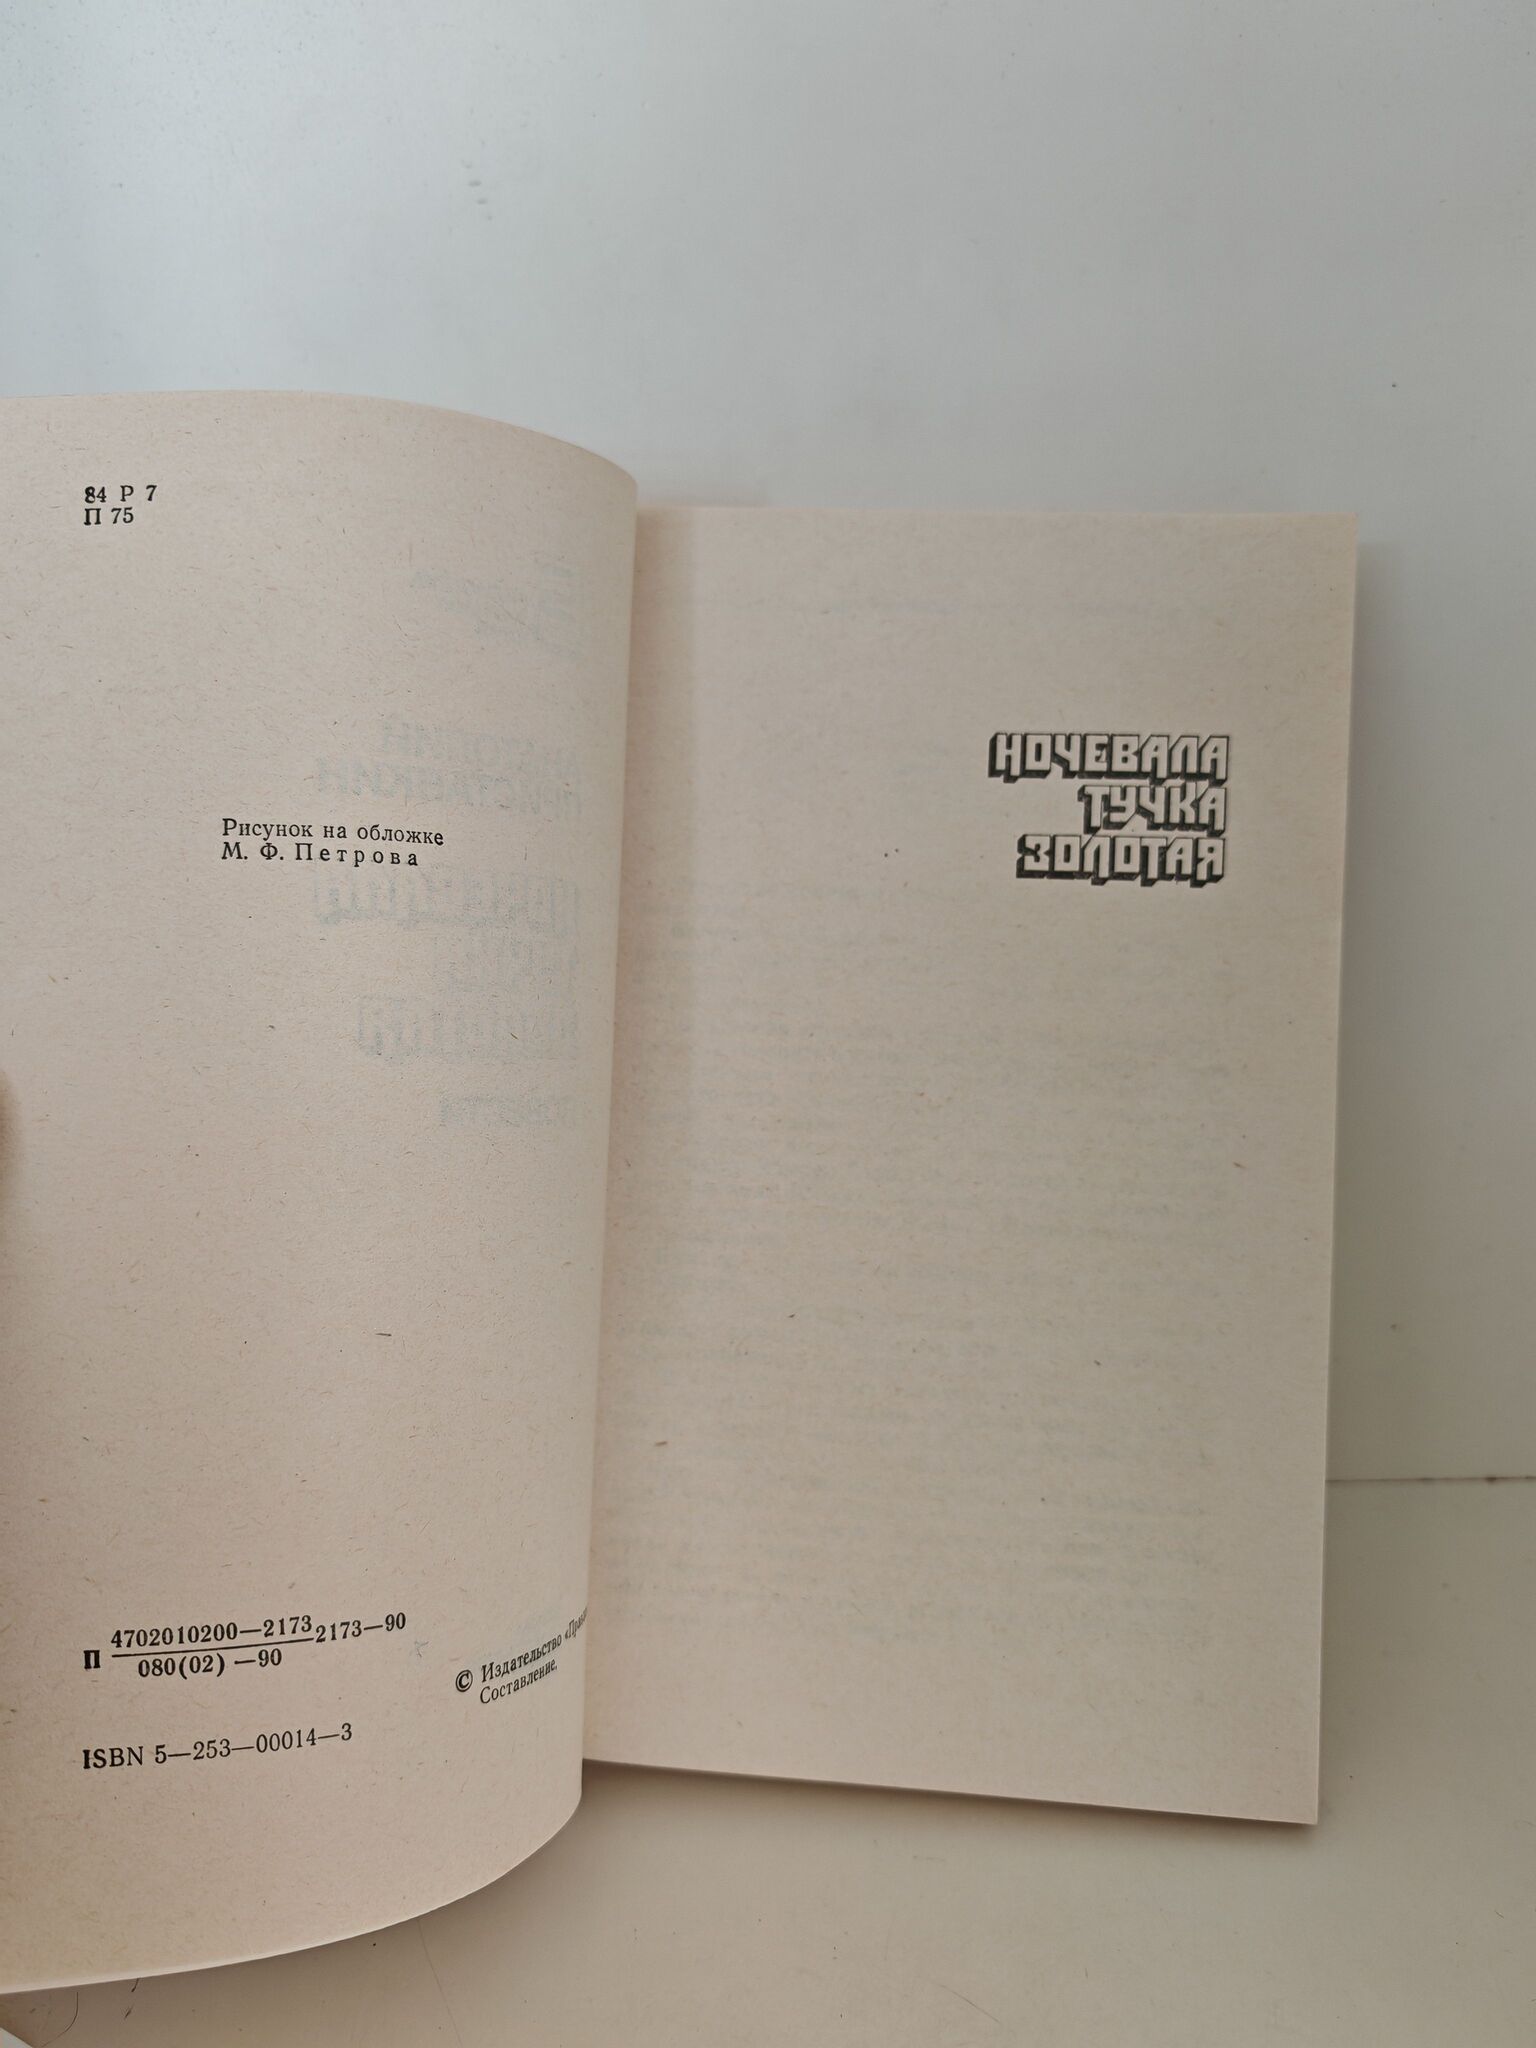 84 Р 7
П 75
Рисунок на обложке
М. Ф. Петрова
П 4702010200—2173 2173—90
080(02)—90
ISBN 5—253—00014—3
© Издательство
Составление.
НОЧЕВАЛА
ТУЧКА
ЗОЛОТАЯ